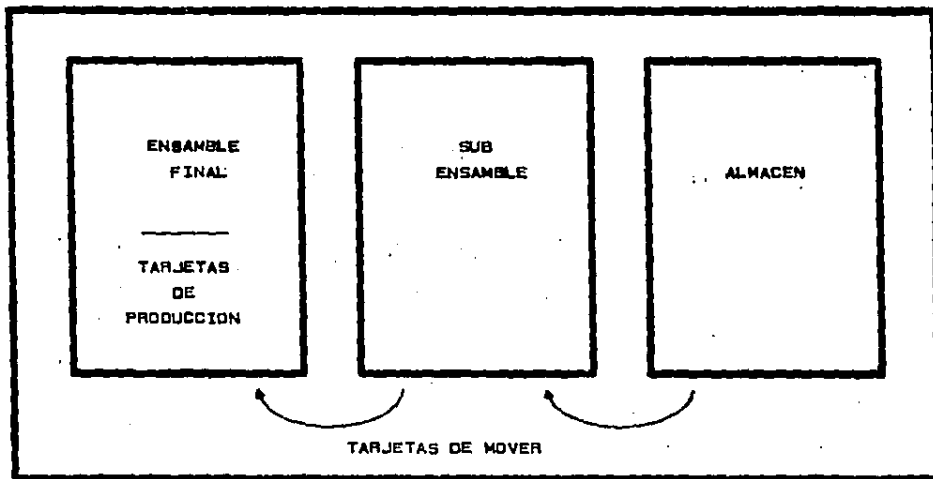 ENSAMBLE
FINAL
TARJETAS
DE
PRODUCCION
SUB
ENSAMBLE
ALMACEN
TARJETAS DE MOVER